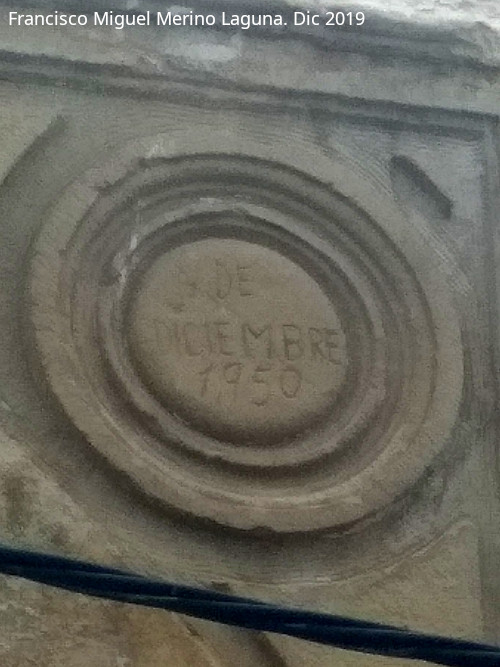 Francisco Miguel Merino Laguna. Dic 2019
DE
DICIEMBRE
1950